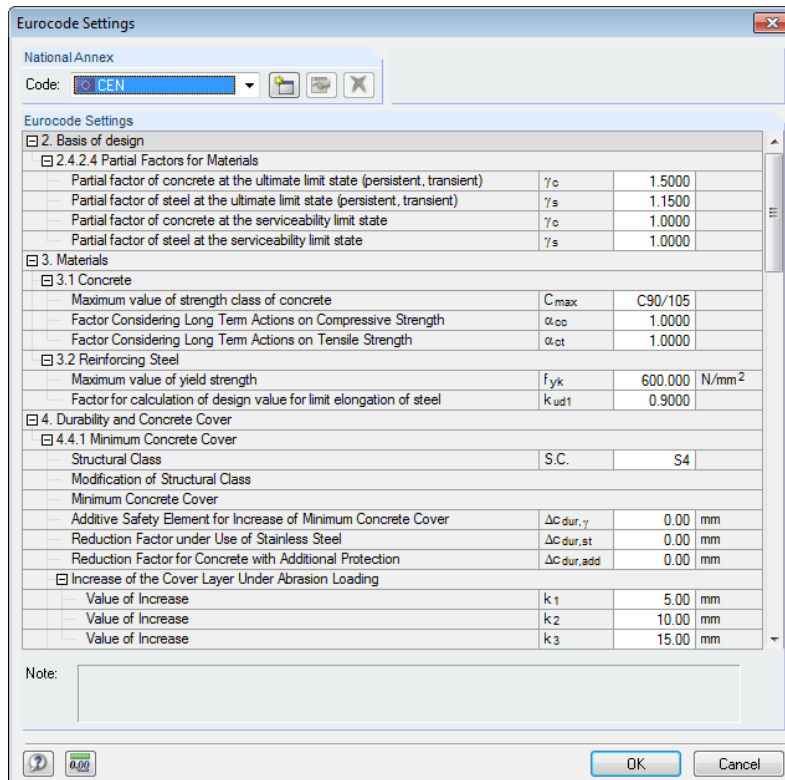 Eurocode Settings
National Annex
Code: CEN
Eurocode Settings
2. Basis of design
2.4.2.4 Partial Factors for Materials
Partial factor of concrete at the ultimate limit state (persistent, transient) γc 1.5000
Partial factor of steel at the ultimate limit state (persistent, transient) γs 1.1500
Partial factor of concrete at the serviceability limit state γc 1.0000
Partial factor of steel at the serviceability limit state γs 1.0000
3. Materials
3.1 Concrete
Maximum value of strength class of concrete Cmax C90/105
Factor Considering Long Term Actions on Compressive Strength αcc 1.0000
Factor Considering Long Term Actions on Tensile Strength αct 1.0000
3.2 Reinforcing Steel
Maximum value of yield strength fyk 600.000 N/mm²
Factor for calculation of design value for limit elongation of steel kud1 0.9000
4. Durability and Concrete Cover
4.4.1 Minimum Concrete Cover
Structural Class S.C. S4
Modification of Structural Class
Minimum Concrete Cover
Additive Safety Element for Increase of Minimum Concrete Cover Δcdur,γ 0.00 mm
Reduction Factor under Use of Stainless Steel Δcdur,st 0.00 mm
Reduction Factor for Concrete with Additional Protection Δcdur,add 0.00 mm
Increase of the Cover Layer Under Abrasion Loading
Value of Increase k1 5.00 mm
Value of Increase k2 10.00 mm
Value of Increase k3 15.00 mm
Note:
0.00
OK Cancel